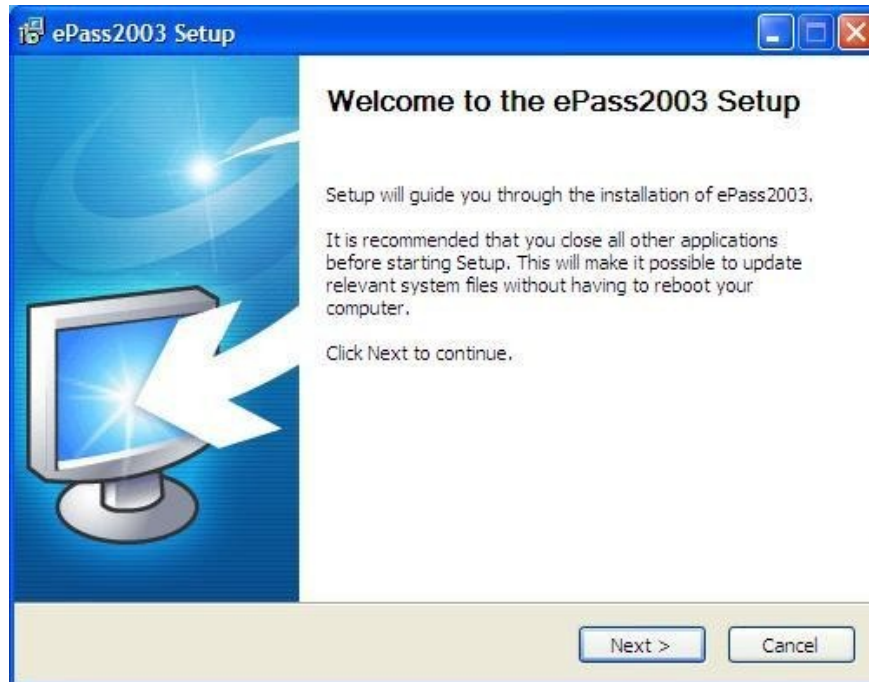 ePass2003 Setup
Welcome to the ePass2003 Setup
Setup will guide you through the installation of ePass2003.
It is recommended that you close all other applications
before starting Setup. This will make it possible to update
relevant system files without having to reboot your
computer.
Click Next to continue.
Next >
Cancel